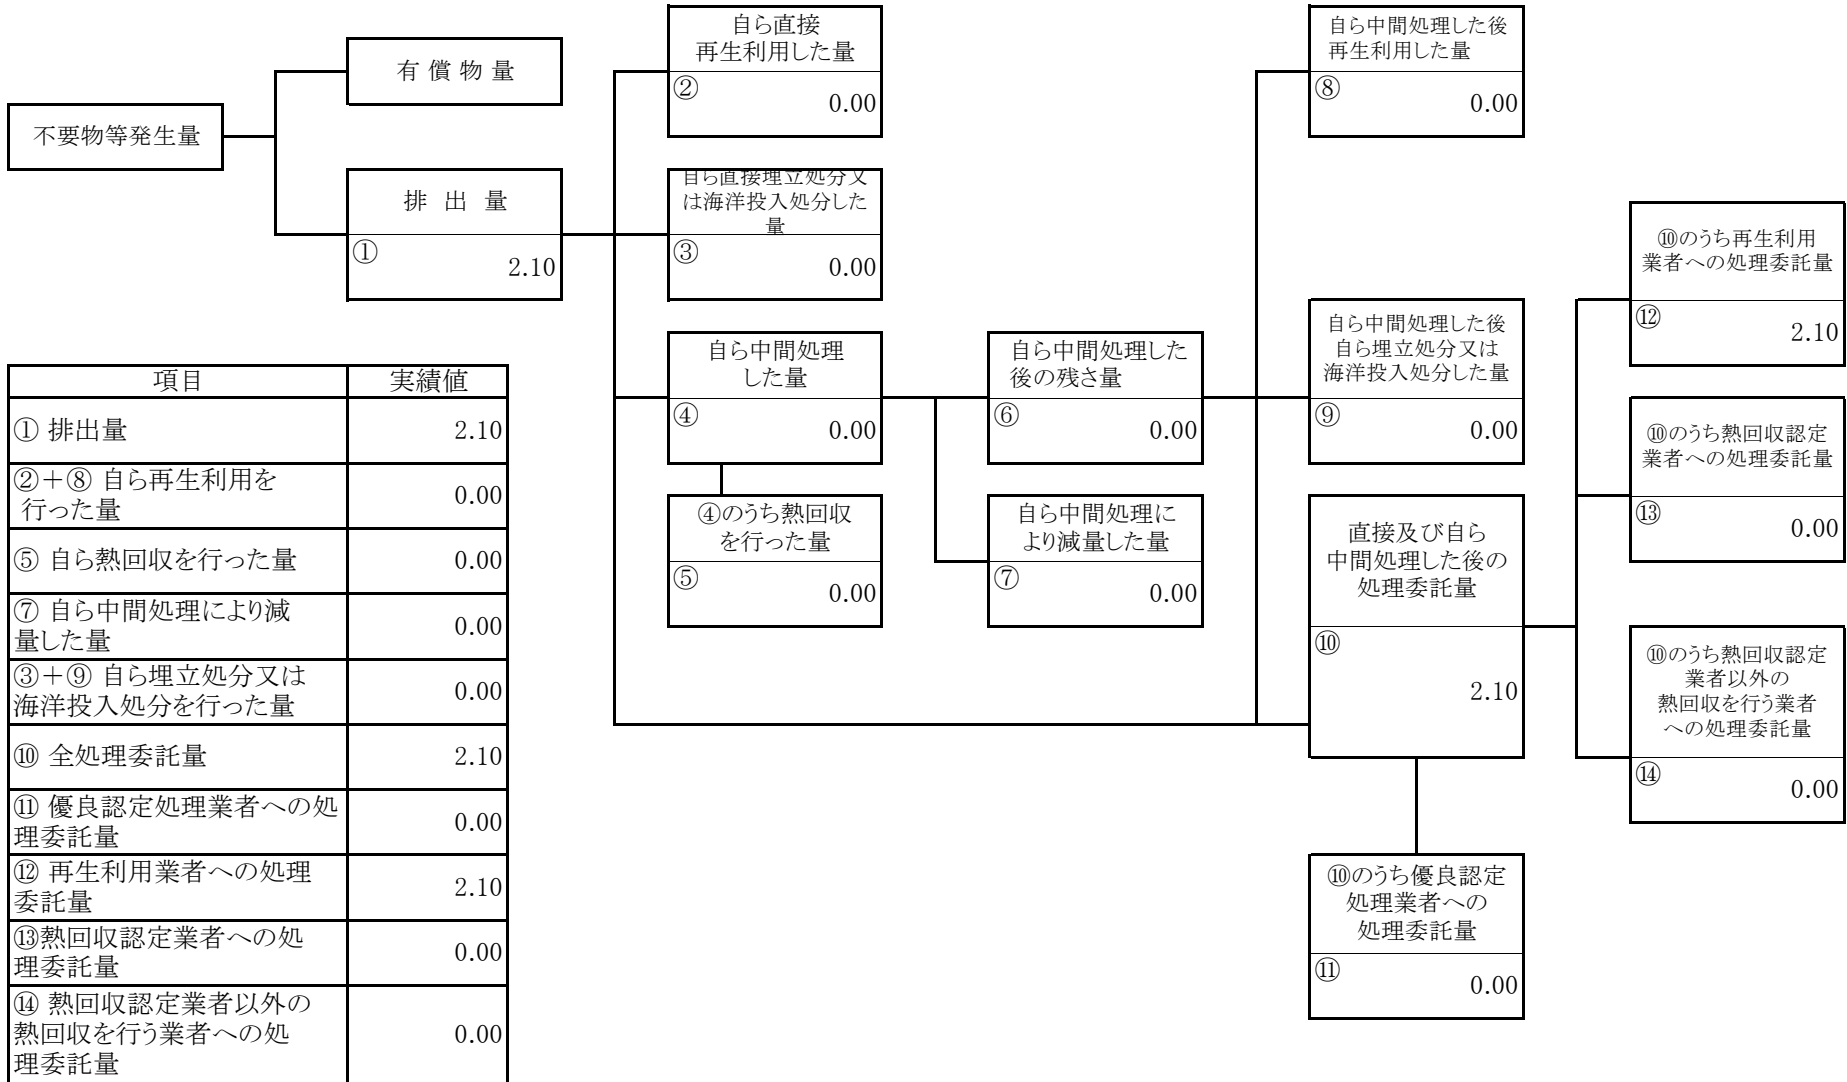 不要物等発生量
有 償 物 量
排 出 量
①
2.10
自ら直接
再生利用した量
②
0.00
自ら直接埋立処分又
は海洋投入処分した
量
③
0.00
自ら中間処理
した量
④
0.00
④のうち熱回収
を行った量
⑤
0.00
自ら中間処理した
後の残さ量
⑥
0.00
自ら中間処理に
より減量した量
⑦
0.00
自ら中間処理した後
再生利用した量
⑧
0.00
自ら中間処理した後
自ら埋立処分又は
海洋投入処分した量
⑨
0.00
直接及び自ら
中間処理した後の
処理委託量
⑩
2.10
⑩のうち優良認定
処理業者への
処理委託量
⑪
0.00
⑩のうち再生利用
業者への処理委託量
⑫
2.10
⑩のうち熱回収認定
業者への処理委託量
⑬
0.00
⑩のうち熱回収認定
業者以外の
熱回収を行う業者
への処理委託量
⑭
0.00
項目 実績値
① 排出量 2.10
②+⑧ 自ら再生利用を
行った量
0.00
⑤ 自ら熱回収を行った量 0.00
⑦ 自ら中間処理により減
量した量
0.00
③+⑨ 自ら埋立処分又は
海洋投入処分を行った量
0.00
⑩ 全処理委託量 2.10
⑪ 優良認定処理業者への処
理委託量
0.00
⑫ 再生利用業者への処理
委託量
2.10
⑬熱回収認定業者への処
理委託量
0.00
⑭ 熱回収認定業者以外の
熱回収を行う業者への処
理委託量
0.00